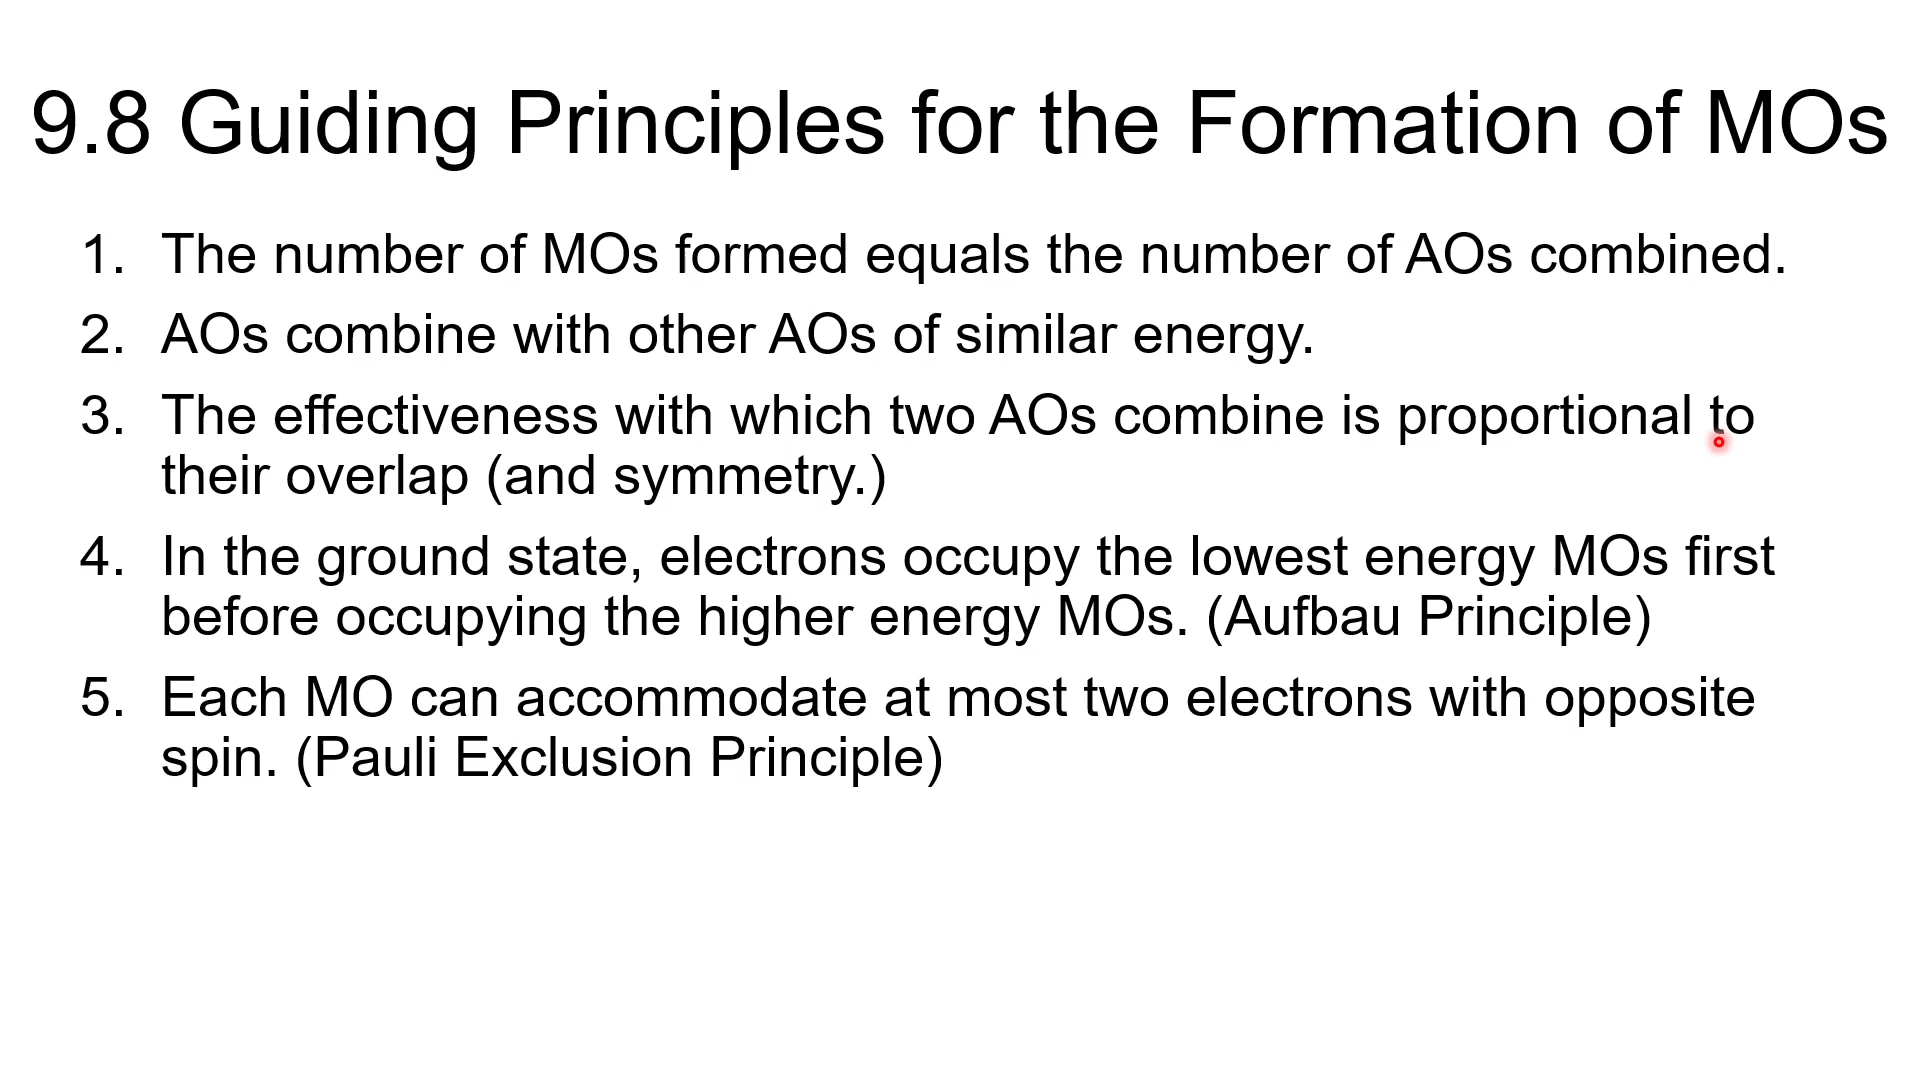 9.8 Guiding Principles for the Formation of MOs
1. The number of MOs formed equals the number of AOs combined.
2. AOs combine with other AOs of similar energy.
3. The effectiveness with which two AOs combine is proportional to
their overlap (and symmetry.)
4. In the ground state, electrons occupy the lowest energy MOs first
before occupying the higher energy MOs. (Aufbau Principle)
5. Each MO can accommodate at most two electrons with opposite
spin. (Pauli Exclusion Principle)